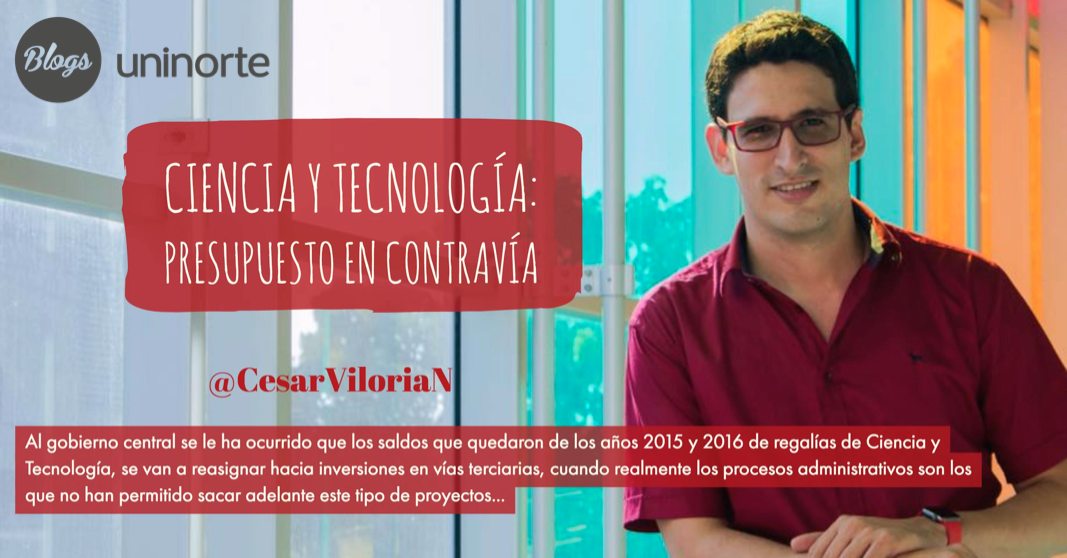 Blogs
uninorte
CIENCIA Y TECNOLOGÍA:
PRESUPUESTO EN CONTRAVÍA
@CesarViloriaN
Al gobierno central se le ha ocurrido que los saldos que quedaron de los años 2015 y 2016 de regalías de Ciencia y
Tecnología, se van a reasignar hacia inversiones en vías terciarias, cuando realmente los procesos administrativos son los
que no han permitido sacar adelante este tipo de proyectos...